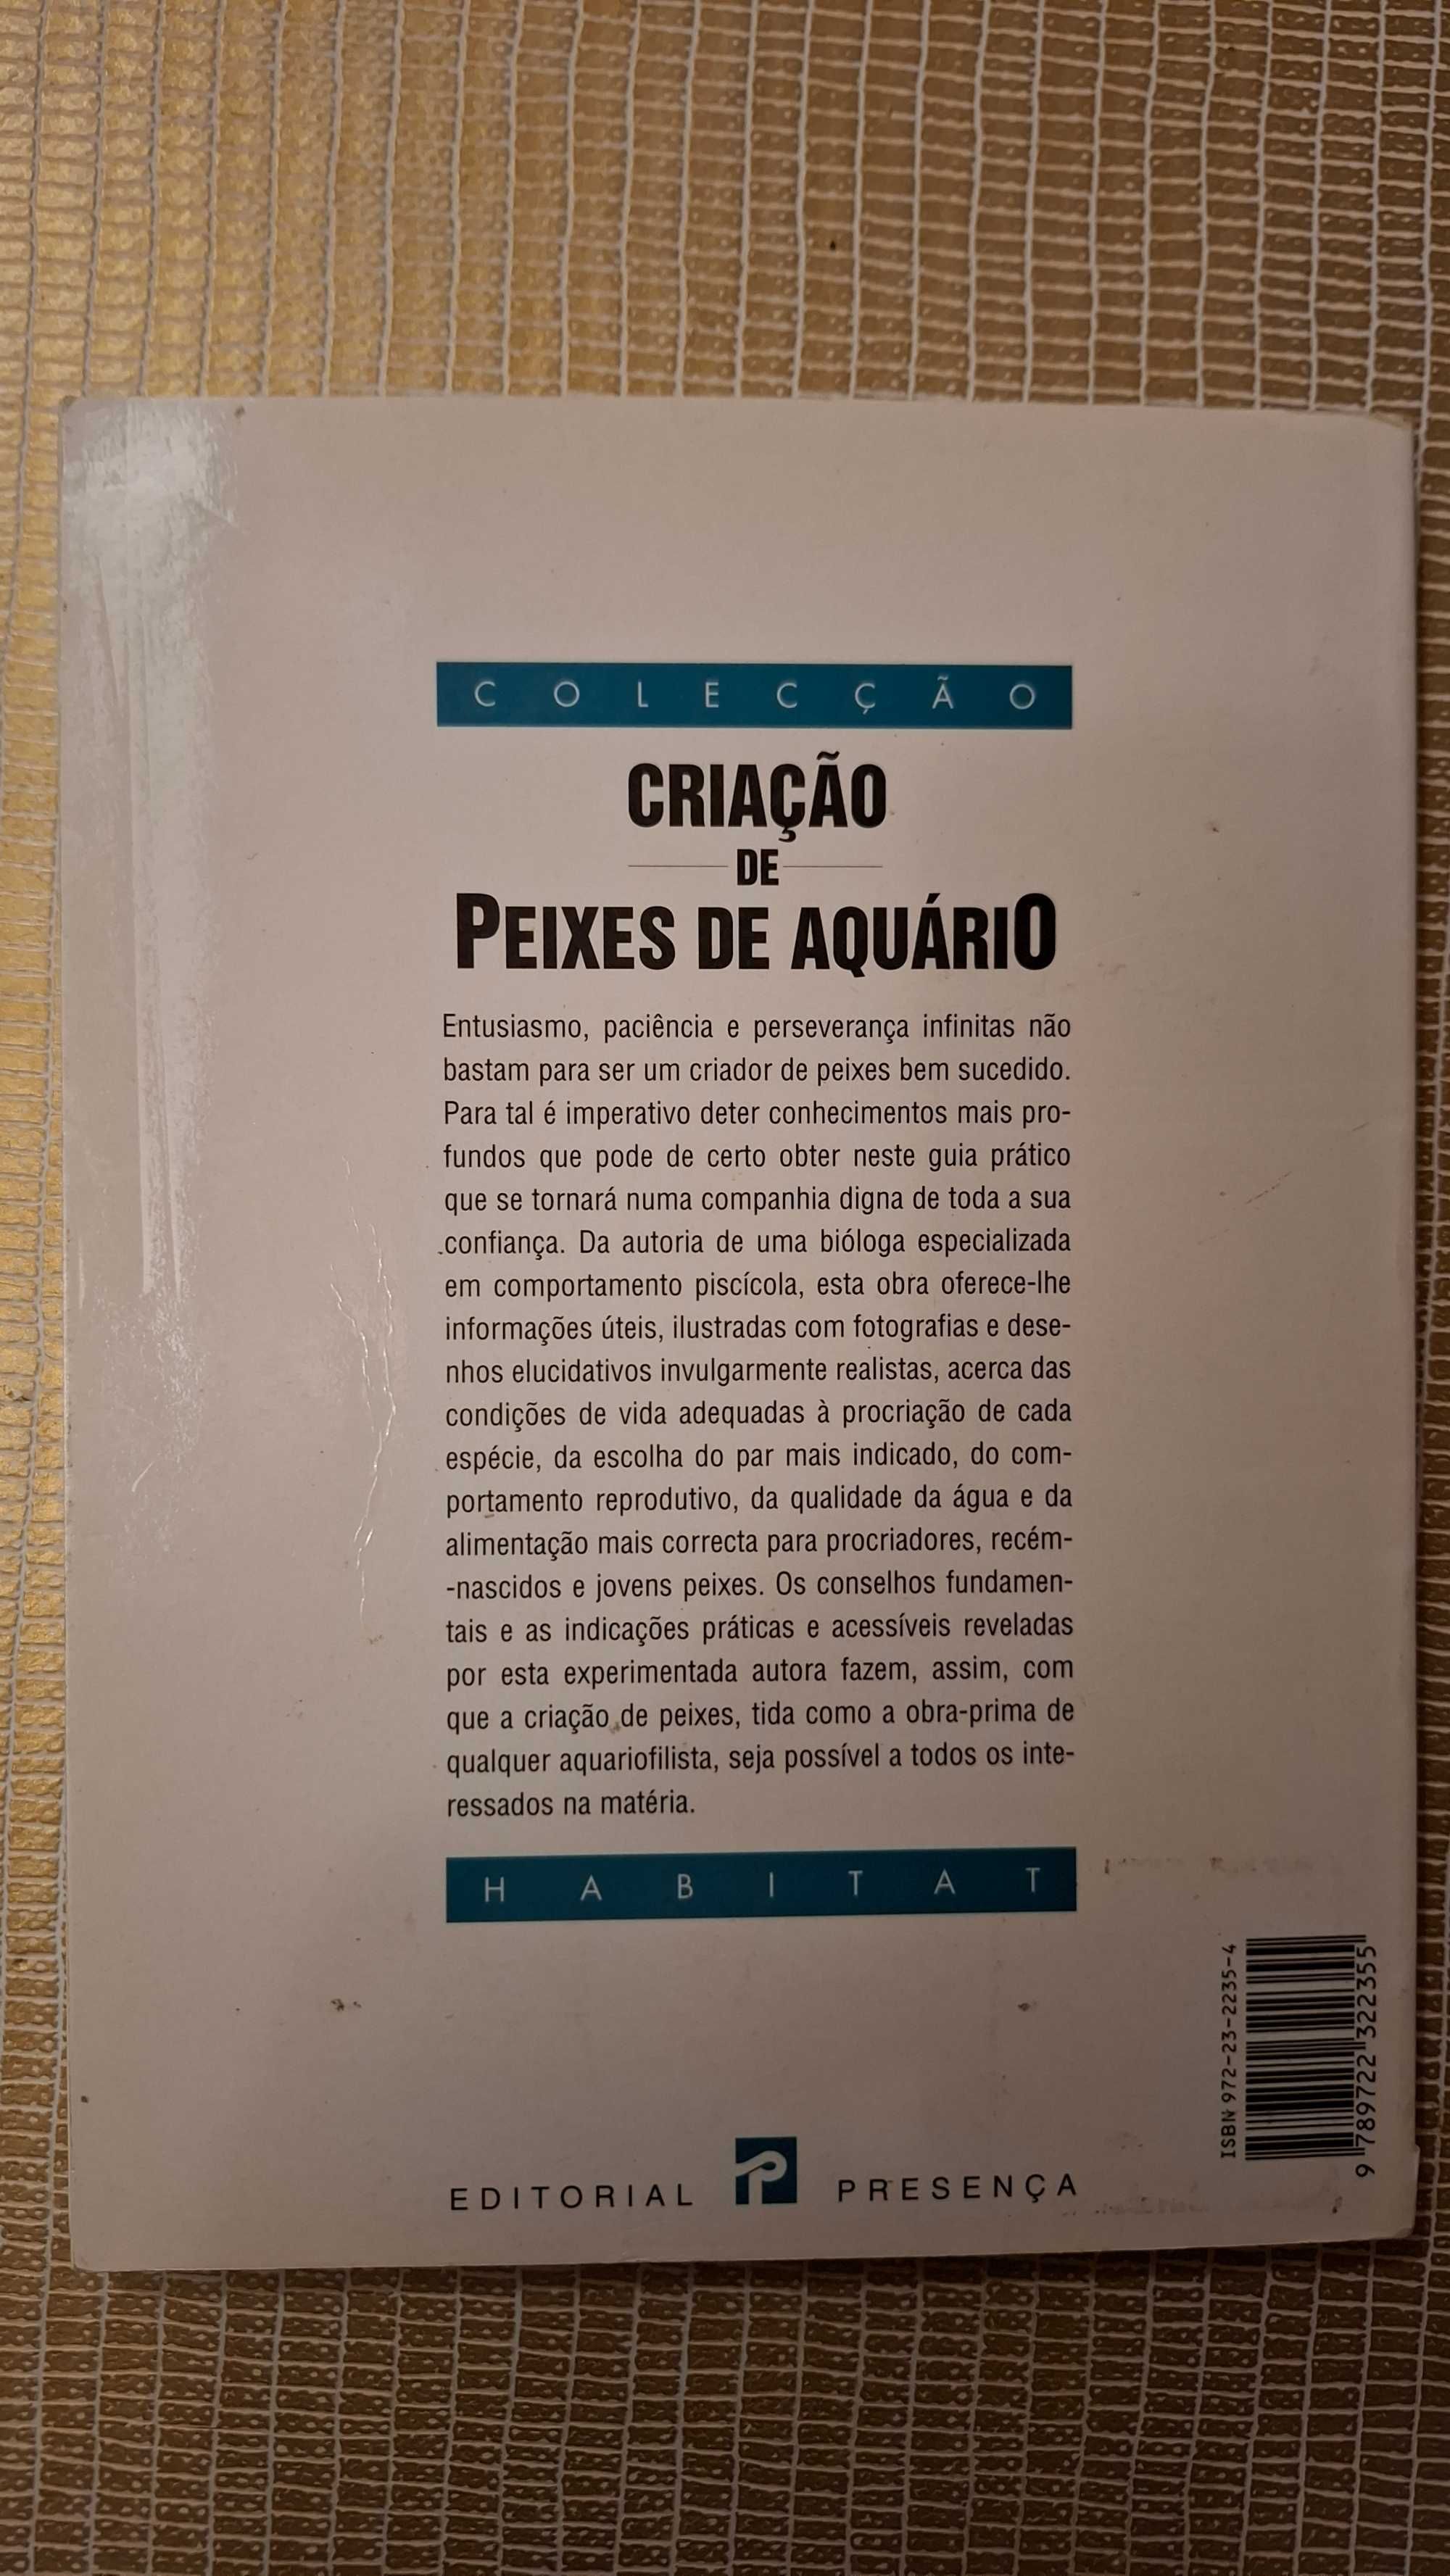 COLECÇÃO
CRIAÇÃO
DE
PEIXES DE AQUÁRIO
Entusiasmo, paciência e perseverança infinitas não
bastam para ser um criador de peixes bem sucedido.
Para tal é imperativo deter conhecimentos mais pro-
fundos que pode de certo obter neste guia prático
que se tornará numa companhia digna de toda a sua
confiança. Da autoria de uma bióloga especializada
em comportamento piscícola, esta obra oferece-lhe
informações úteis, ilustradas com fotografias e dese-
nhos elucidativos invulgarmente realistas, acerca das
condições de vida adequadas à procriação de cada
espécie, da escolha do par mais indicado, do com-
portamento reprodutivo, da qualidade da água e da
alimentação mais correcta para procriadores, recém-
-nascidos e jovens peixes. Os conselhos fundamen-
tais e as indicações práticas e acessíveis reveladas
por esta experimentada autora fazem, assim, com
que a criação de peixes, tida como a obra-prima de
qualquer aquariofilista, seja possível a todos os inte-
ressados na matéria.
HABITAT
ISBN 972-23-2235-4
9 789722 322355
EDITORIAL PRESENÇA